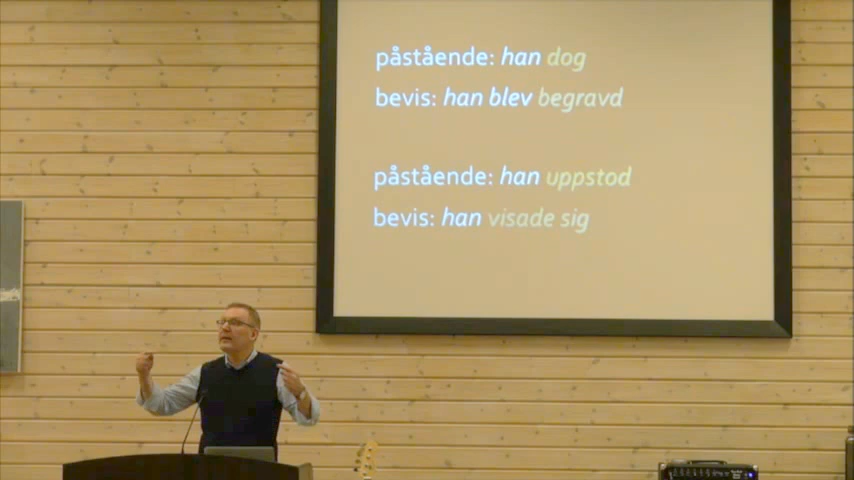 påstående: han dog
bevis: han blev begravd
påstående: han uppstod
bevis: han visade sig